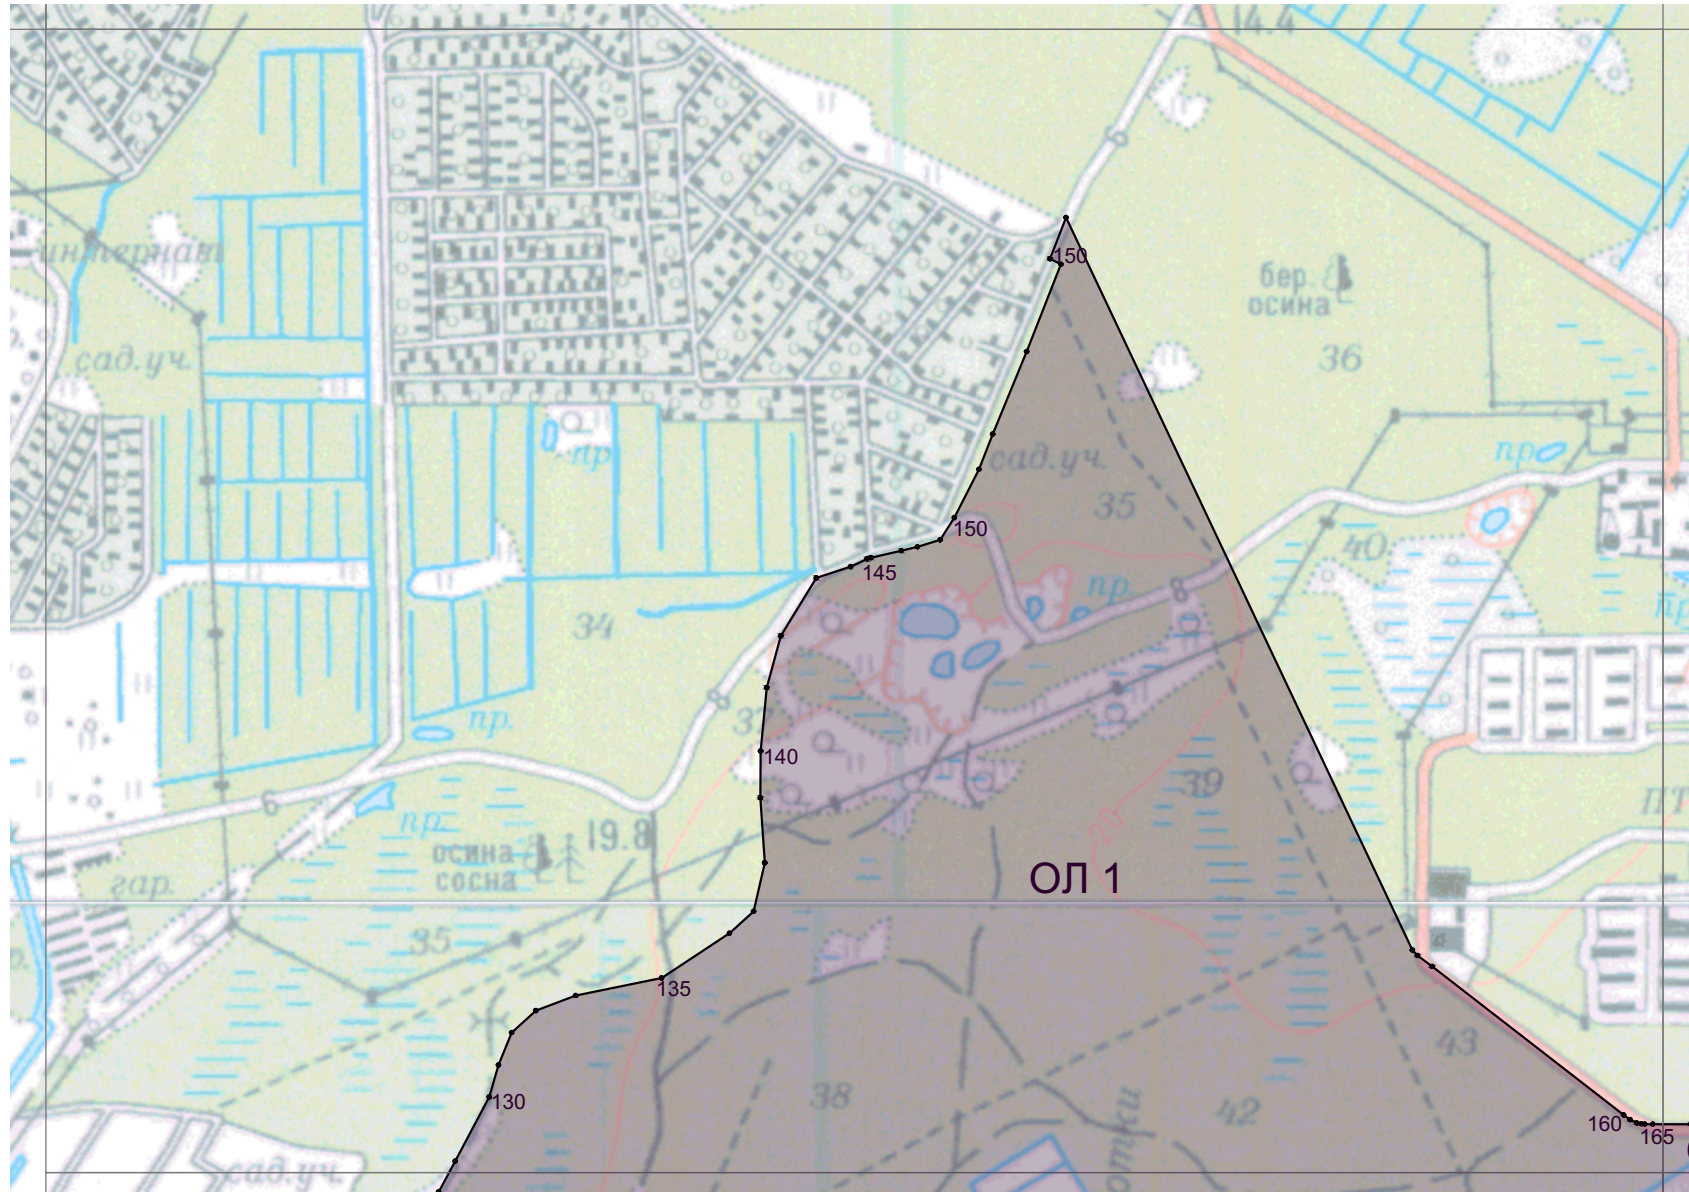 14.4
150
интернат
бер.
осина
36
сад.уч.
сад.уч.
пр
пр
35
150
40
145
пр.
34
пр.
140
39
20
пр.
19.8
осина
сосна
ОЛ 1
гар.
6
35
135
43
130
38
42
160
165
сад.уч.